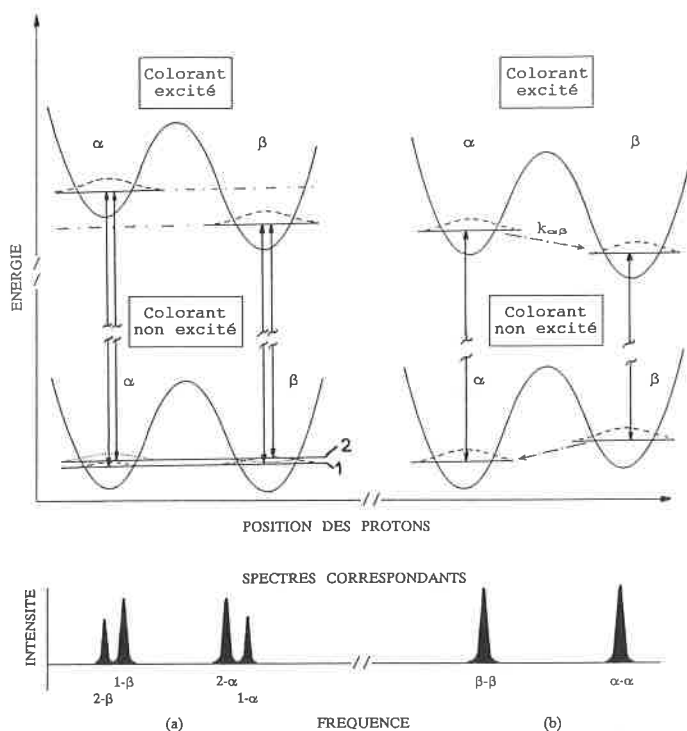 Colorant
excité
Colorant
excité
α
β
α
β
kαβ
ENERGIE
Colorant
non excité
Colorant
non excité
α
β
α
β
2
1
POSITION DES PROTONS
SPECTRES CORRESPONDANTS
INTENSITE
1-β
2-α
β-β
α-α
2-β
1-α
(a)
FRÉQUENCE
(b)